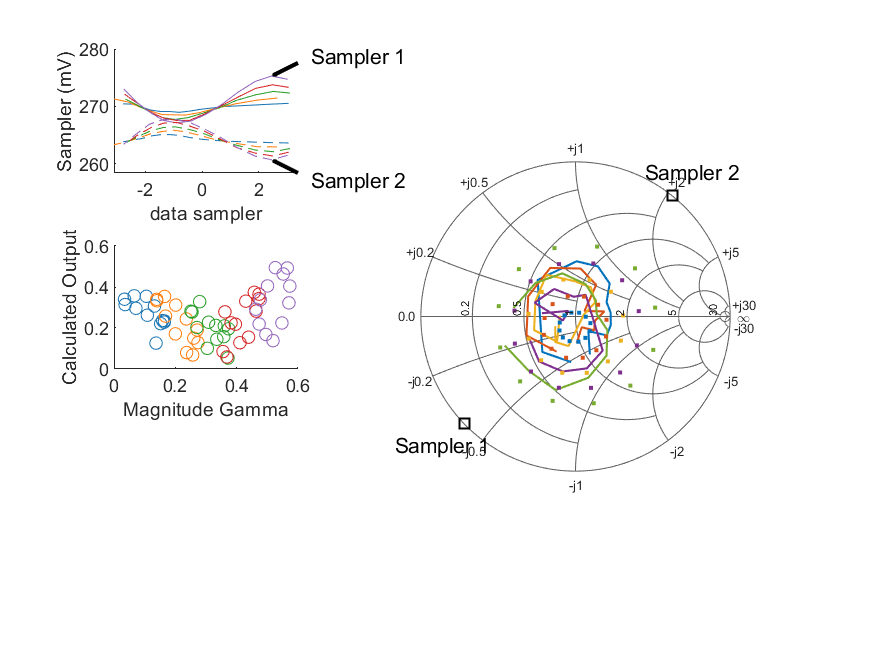 280
270
260
Sampler (mV)
-2
0
2
data sampler
Sampler 1
Sampler 2
0.6
0.4
0.2
0
Calculated Output
0
0.2
0.4
0.6
Magnitude Gamma
+j1
+j0.5
+j2
Sampler 2
+j0.2
+j5
0.0
0.2
0.5
1
2
5
30
+j30
∞
-j30
-j0.2
-j5
Sampler 1
-j0.5
-j2
-j1